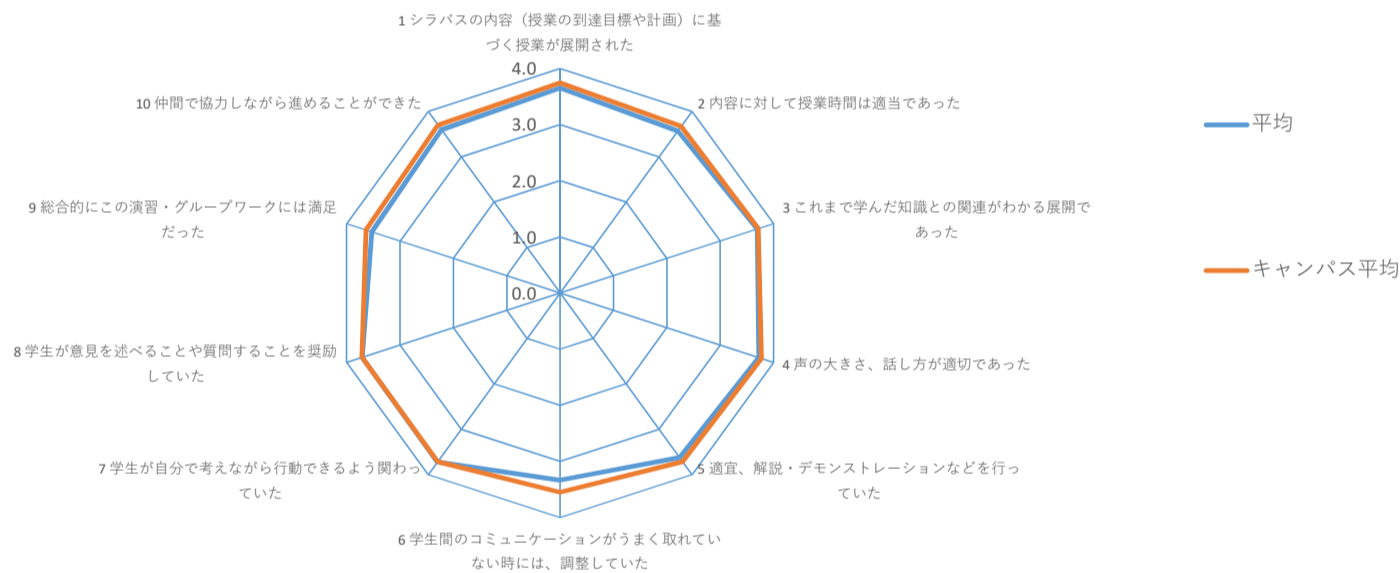 1 シラバスの内容（授業の到達目標や計画）に基
づく授業が展開された
4.0
10 仲間で協力しながら進めることができた
2 内容に対して授業時間は適当であった
平均
3.0
2.0
9 総合的にこの演習・グループワークには満足
だった
3 これまで学んだ知識との関連がわかる展開で
あった
1.0
キャンパス平均
0.0
8 学生が意見を述べることや質問することを奨励
していた
4 声の大きさ、話し方が適切であった
7 学生が自分で考えながら行動できるよう関わっ
ていた
5 適宜、解説・デモンストレーションなどを行っ
ていた
6 学生間のコミュニケーションがうまく取れてい
ない時には、調整していた